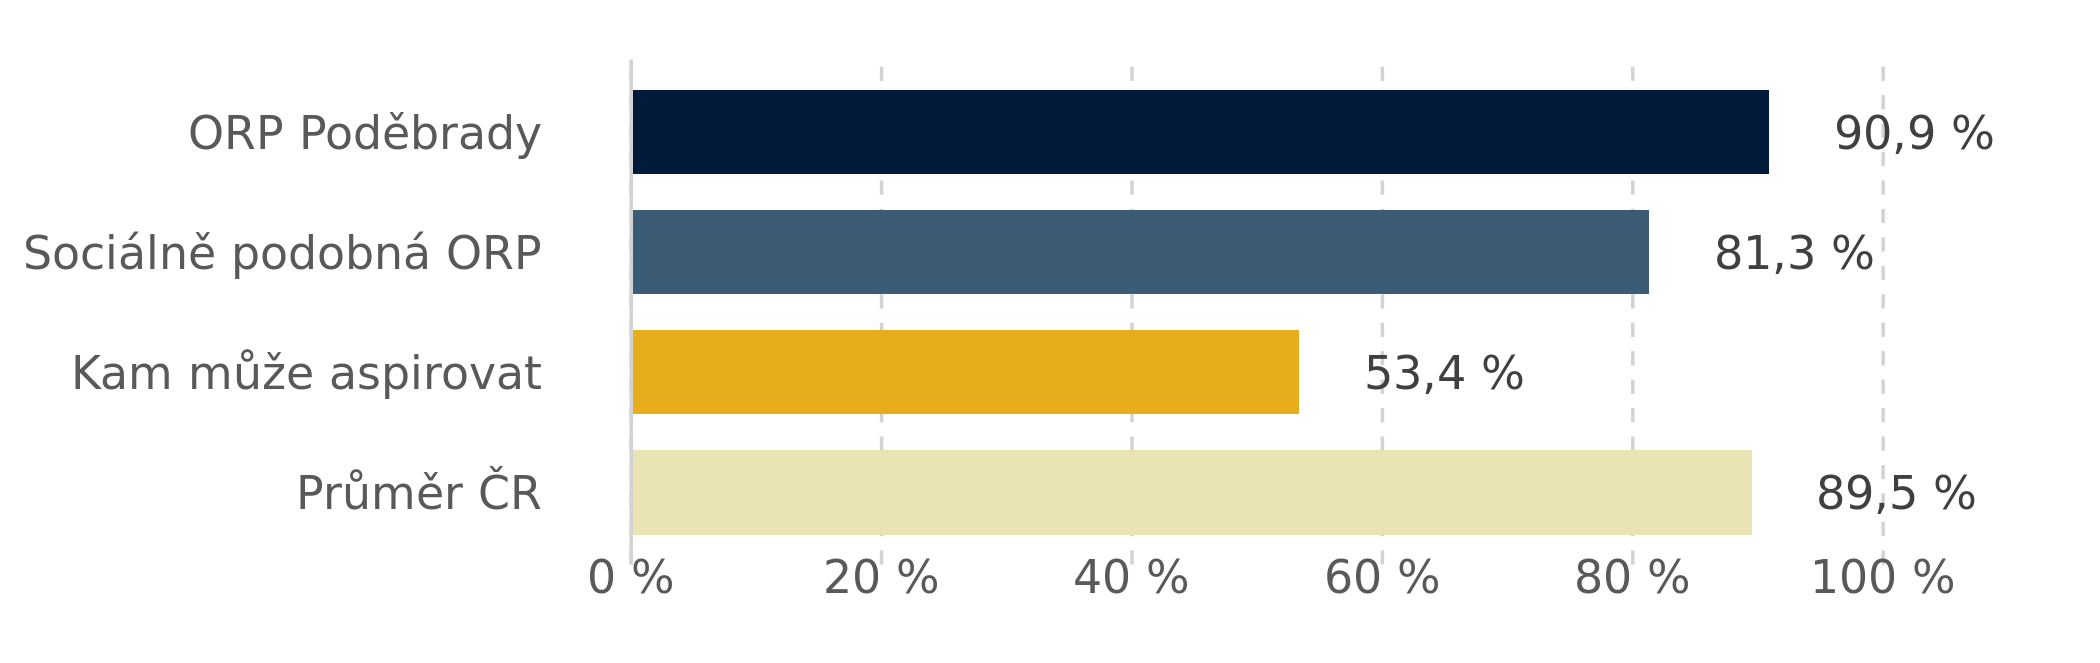 ORP Poděbrady 90,9 %
Sociálně podobná ORP 81,3 %
Kam může aspirovat 53,4 %
Průměr ČR 89,5 %
0 % 20 % 40 % 60 % 80 % 100 %